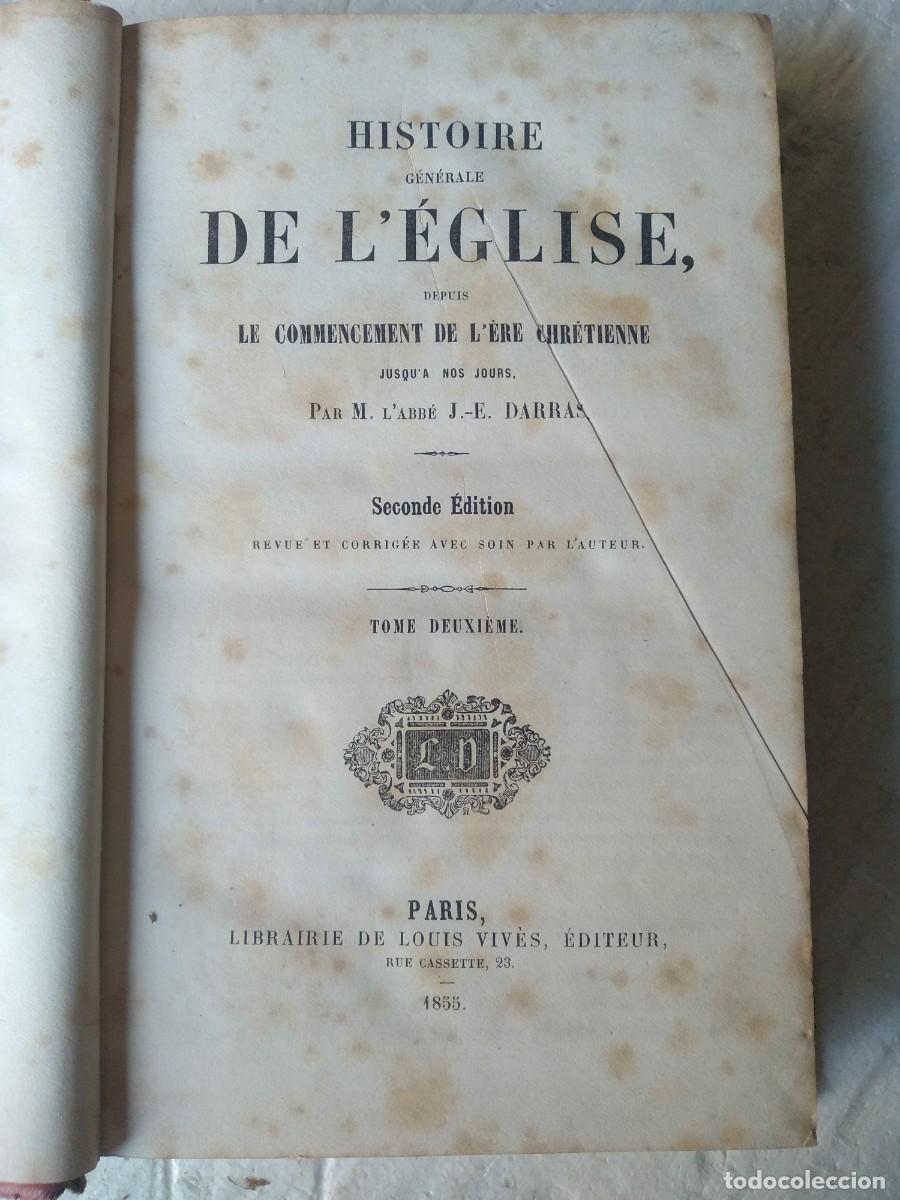 HISTOIRE
GÉNÉRALE
DE L'ÉGLISE,
DEPUIS
LE COMMENCEMENT DE L'ÈRE CHRÉTIENNE
JUSQU'A NOS JOURS,
PAR M. L'ABBÉ J.-E. DARRAS.
Seconde Édition
REVUE ET CORRIGÉE AVEC SOIN PAR L'AUTEUR.
TOME DEUXIÈME.
L.V
PARIS,
LIBRAIRIE DE LOUIS VIVÈS, ÉDITEUR,
RUE CASSETTE, 23.
1855.
todocoleccion